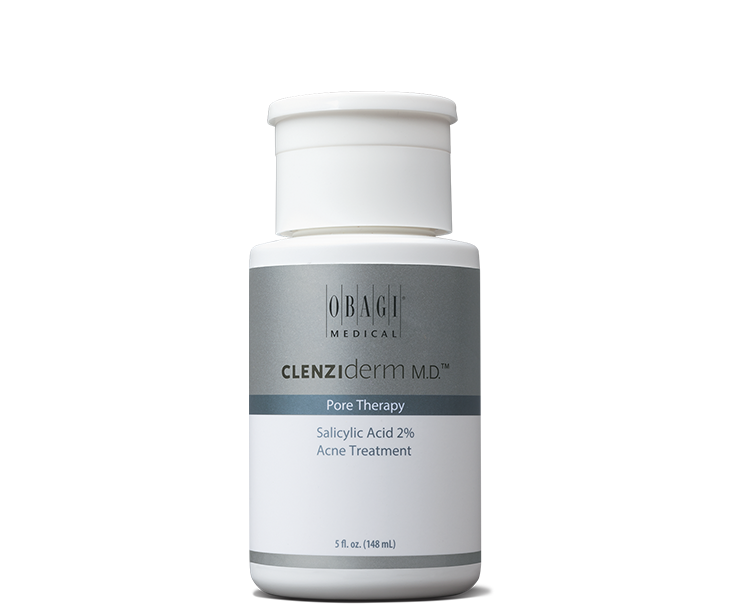 OBAGI®
MEDICAL
CLENZIderm M.D.™
Pore Therapy
Salicylic Acid 2%
Acne Treatment
5 fl. oz. (148 mL)